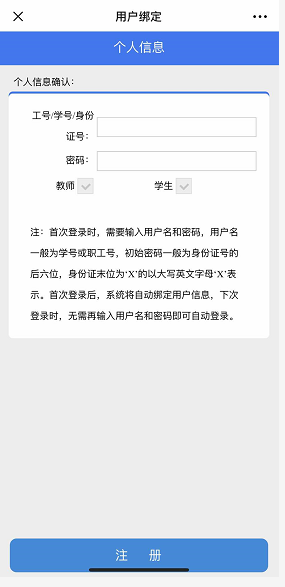 用户绑定
个人信息
个人信息确认：
工号/学号/身份
证号：
密码：
教师 学生
注：首次登录时，需要输入用户名和密码，用户名
一般为学号或职工号，初始密码一般为身份证号的
后六位，身份证末位为‘X’的以大写英文字母‘X’表
示。首次登录后，系统将自动绑定用户信息，下次
登录时，无需再输入用户名和密码即可自动登录。
注 册